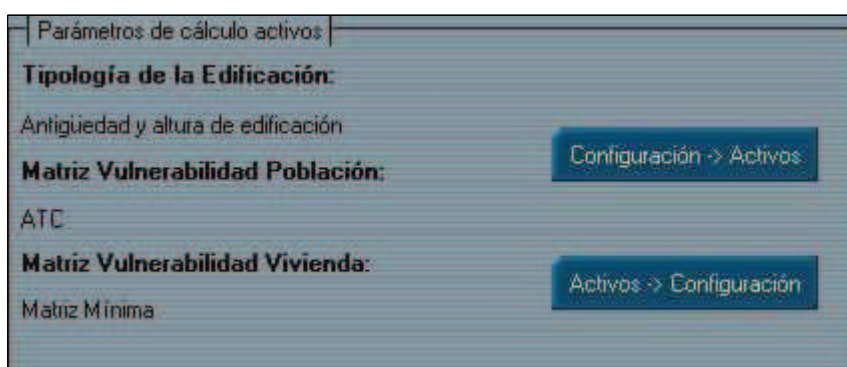 Parámetros de cálculo activos
Tipología de la Edificación:
Antigüedad y altura de edificación
Configuración -> Activos
Matriz Vulnerabilidad Población:
ATC
Matriz Vulnerabilidad Vivienda:
Activos -> Configuración
Matriz Mínima